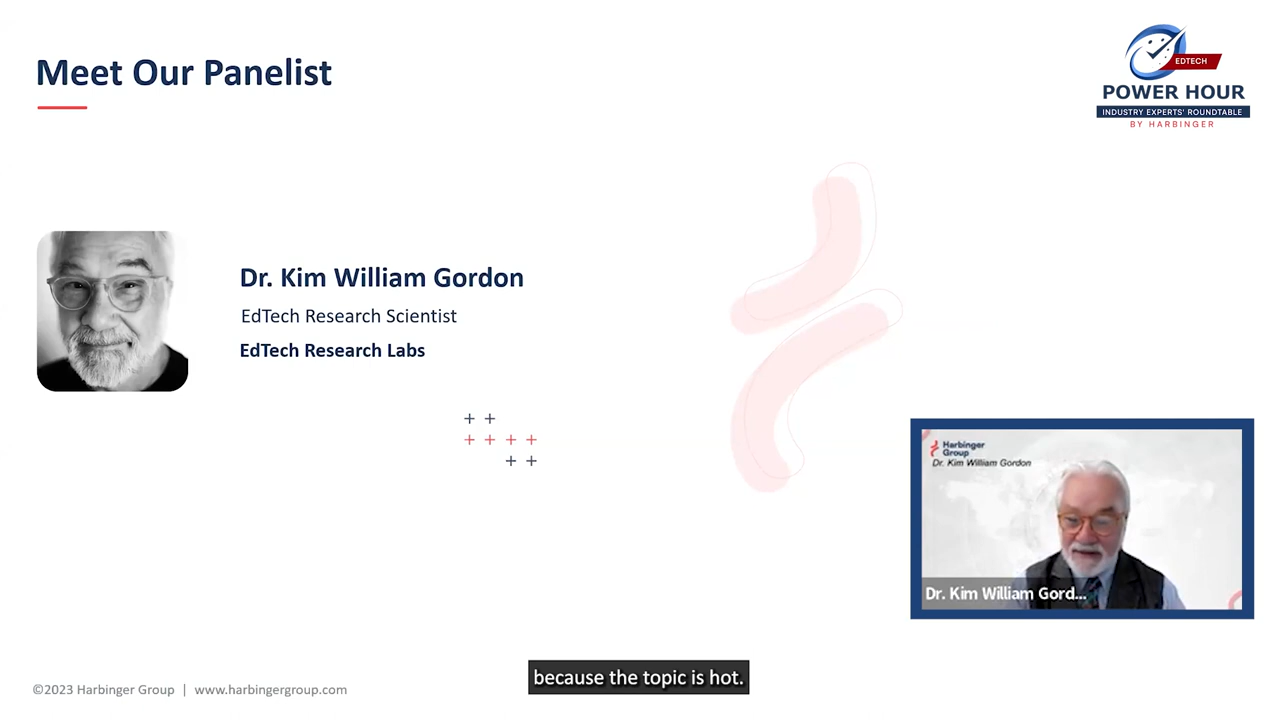 Meet Our Panelist
EDTECH
POWER HOUR
INDUSTRY EXPERTS' ROUNDTABLE
BY HARBINGER
Dr. Kim William Gordon
EdTech Research Scientist
EdTech Research Labs
Harbinger
Group
Dr. Kim William Gordon
Dr. Kim William Gord...
because the topic is hot.
©2023 Harbinger Group | www.harbingergroup.com